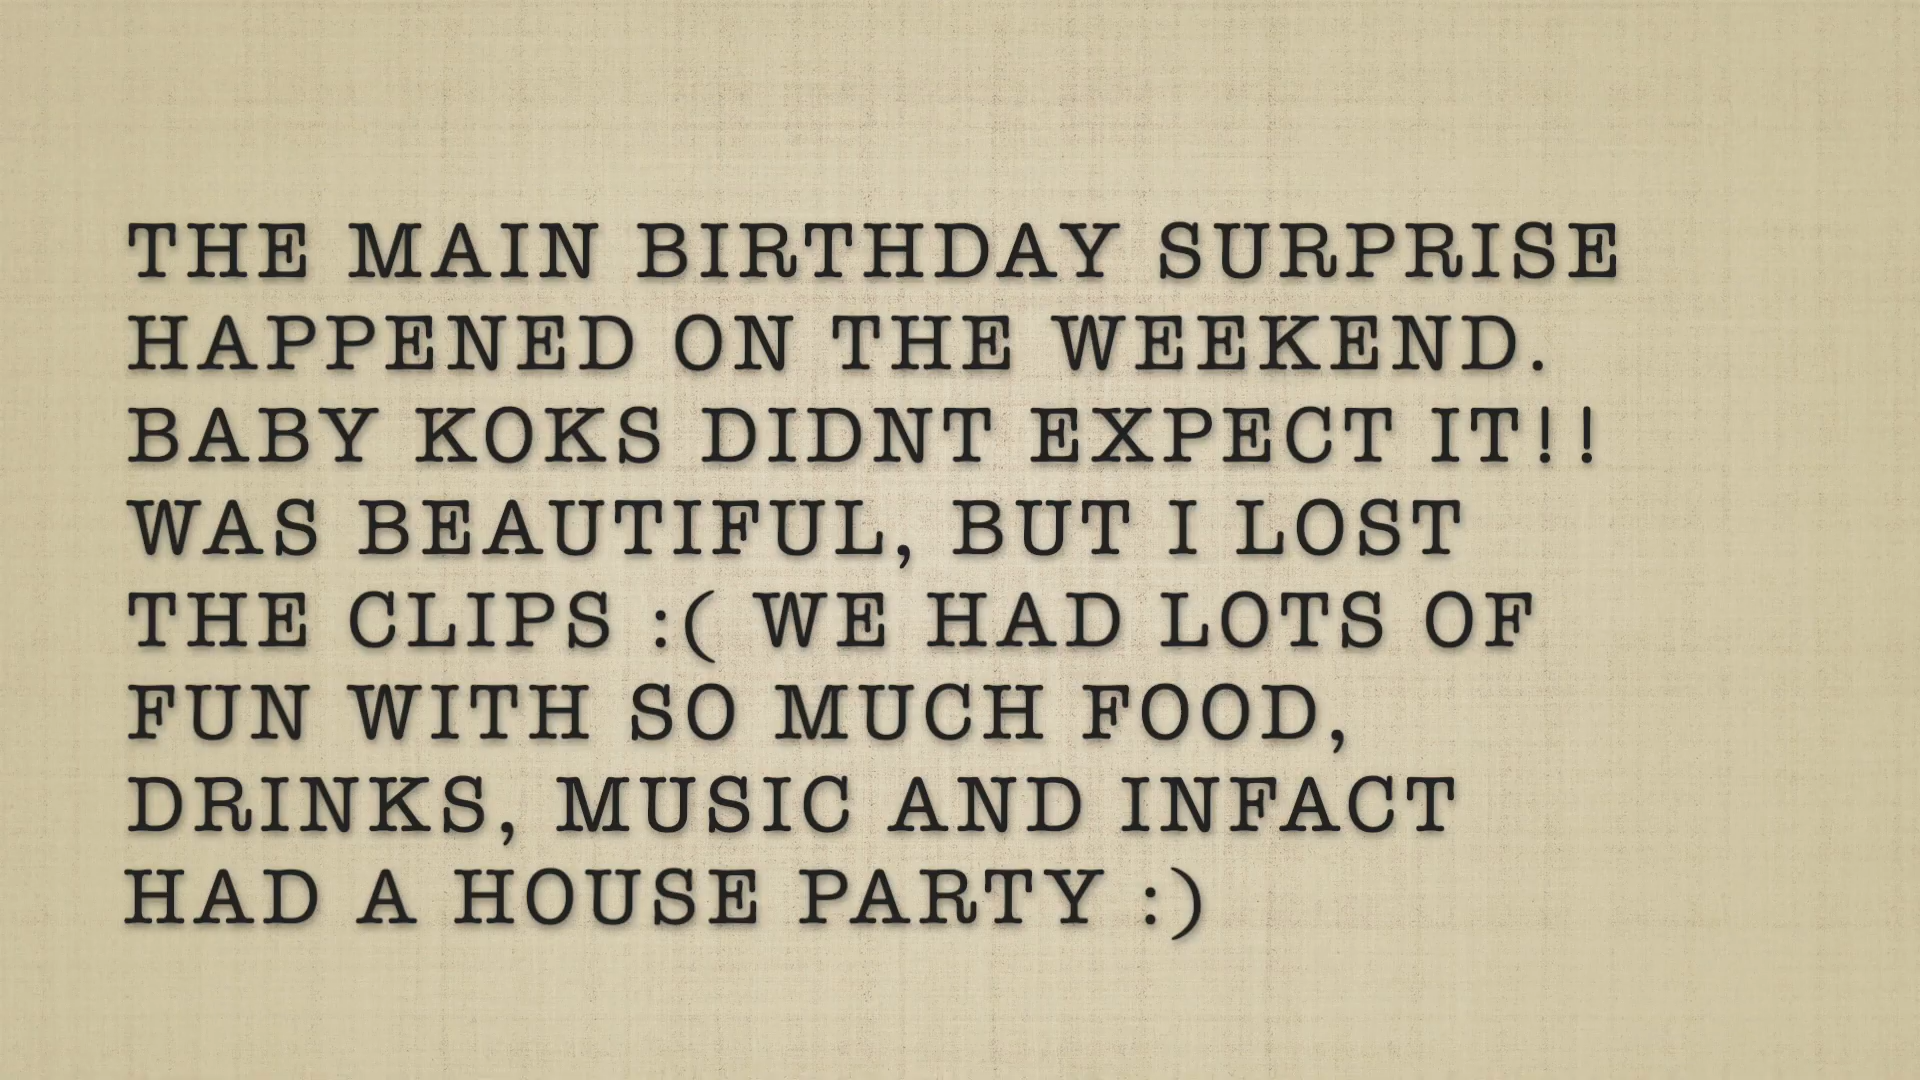 THE MAIN BIRTHDAY SURPRISE
HAPPENED ON THE WEEKEND.
BABY KOKS DIDNT EXPECT IT!!
WAS BEAUTIFUL, BUT I LOST
THE CLIPS :( WE HAD LOTS OF
FUN WITH SO MUCH FOOD,
DRINKS, MUSIC AND INFACT
HAD A HOUSE PARTY :)